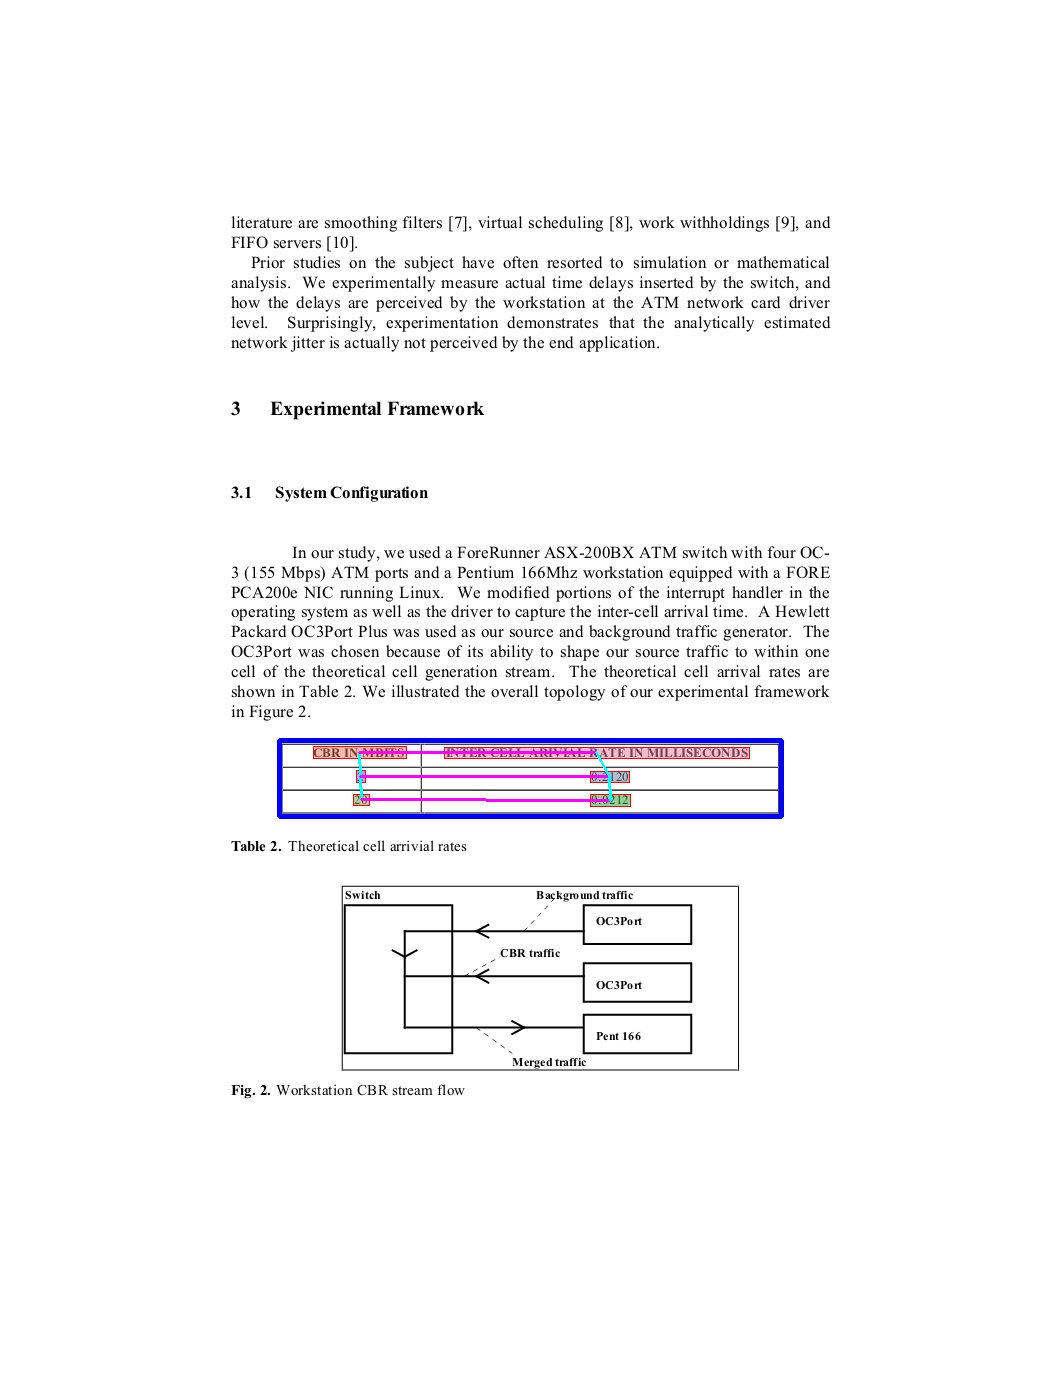 literature are smoothing filters [7], virtual scheduling [8], work withholdings [9], and
FIFO servers [10].
Prior studies on the subject have often resorted to simulation or mathematical
analysis. We experimentally measure actual time delays inserted by the switch, and
how the delays are perceived by the workstation at the ATM network card driver
level. Surprisingly, experimentation demonstrates that the analytically estimated
network jitter is actually not perceived by the end application.
3 Experimental Framework
3.1 System Configuration
In our study, we used a ForeRunner ASX-200BX ATM switch with four OC-
3 (155 Mbps) ATM ports and a Pentium 166Mhz workstation equipped with a FORE
PCA200e NIC running Linux. We modified portions of the interrupt handler in the
operating system as well as the driver to capture the inter-cell arrival time. A Hewlett
Packard OC3Port Plus was used as our source and background traffic generator. The
OC3Port was chosen because of its ability to shape our source traffic to within one
cell of the theoretical cell generation stream. The theoretical cell arrival rates are
shown in Table 2. We illustrated the overall topology of our experimental framework
in Figure 2.
CBR IN MBITS INTER CELL ARIVIAL RATE IN MILLISECONDS
0.2120
20 0.0212
Table 2. Theoretical cell arrivial rates
Switch Background traffic
OC3Port
CBR traffic
OC3Port
Pent 166
Merged traffic
Fig. 2. Workstation CBR stream flow